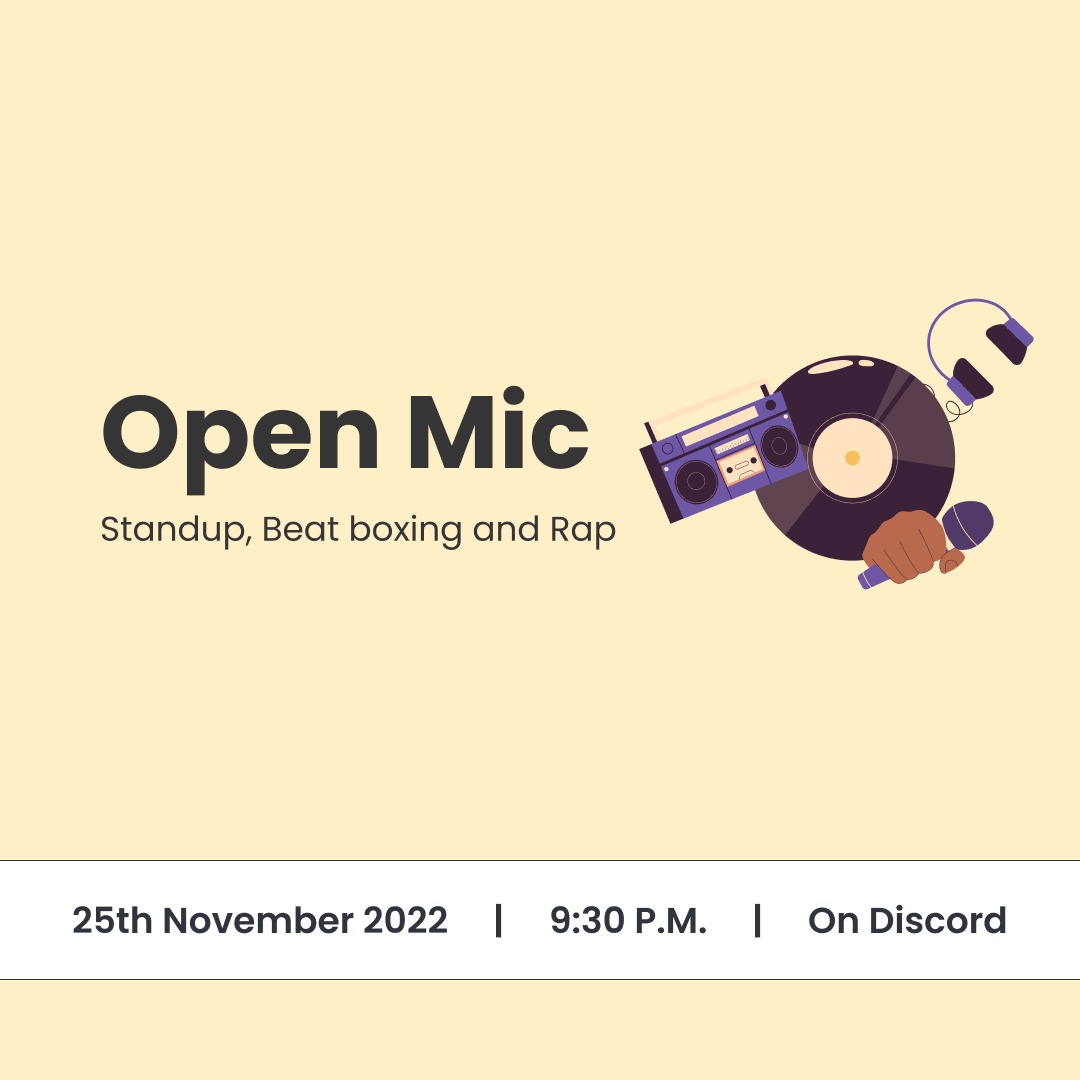 Open Mic
Standup, Beat boxing and Rap
25th November 2022 | 9:30 P.M. | On Discord